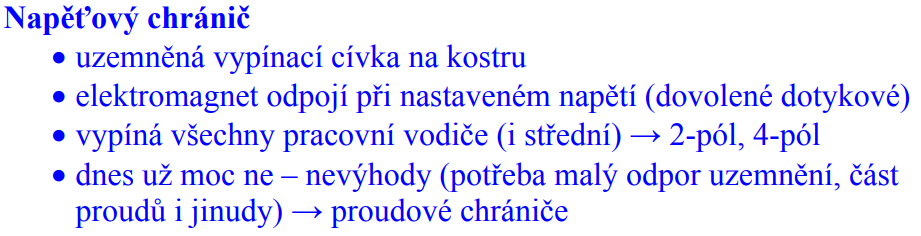 Napěťový chránič
• uzemněná vypínací cívka na kostru
• elektromagnet odpojí při nastaveném napětí (dovolené dotykové)
• vypíná všechny pracovní vodiče (i střední) → 2-pól, 4-pól
• dnes už moc ne – nevýhody (potřeba malý odpor uzemnění, část
proudů i jinudy) → proudové chrániče